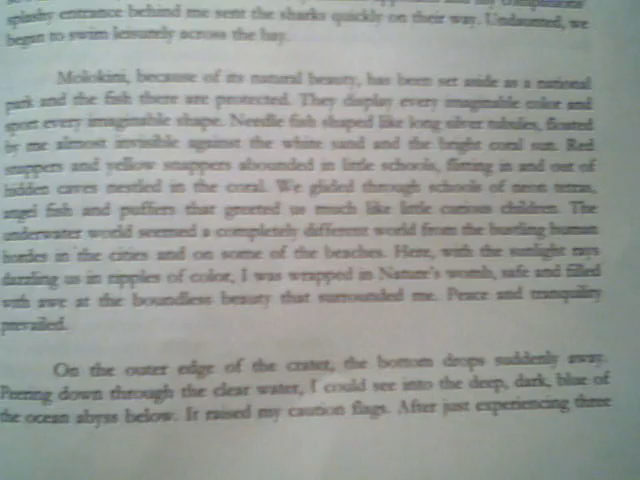 splashy entrance behind me sent the sharks quickly on their way. Undaunted, we
began to swim leisurely across the bay.
Molokini, because of its natural beauty, has been set aside as a national
park and the fish there are protected. They display every imaginable color and
sport every imaginable shape. Needle fish shaped like long silver tubules, floated
by me almost invisible against the white sand and the bright coral sun. Red
snappers and yellow snappers abounded in little schools, flitting in and out of
hidden caves nestled in the coral. We glided through schools of neon tetras,
angel fish and puffers that greeted us much like little curious children. The
underwater world seemed a completely different world from the bustling human
hordes in the cities and on some of the beaches. Here, with the sunlight rays
dazzling us in ripples of color, I was wrapped in Nature's womb, safe and filled
with awe at the boundless beauty that surrounded me. Peace and tranquility
prevailed.
On the outer edge of the crater, the bottom drops suddenly away.
Peering down through the clear water, I could see into the deep, dark, blue of
the ocean abyss below. It raised my caution flags. After just experiencing three